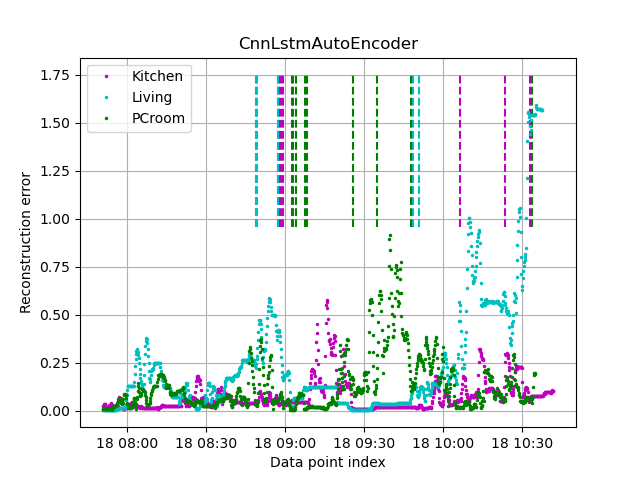 CnnLstmAutoEncoder
Kitchen
Living
PCroom
1.75
1.50
1.25
1.00
0.75
0.50
0.25
0.00
Reconstruction error
18 08:00 18 08:30 18 09:00 18 09:30 18 10:00 18 10:30
Data point index